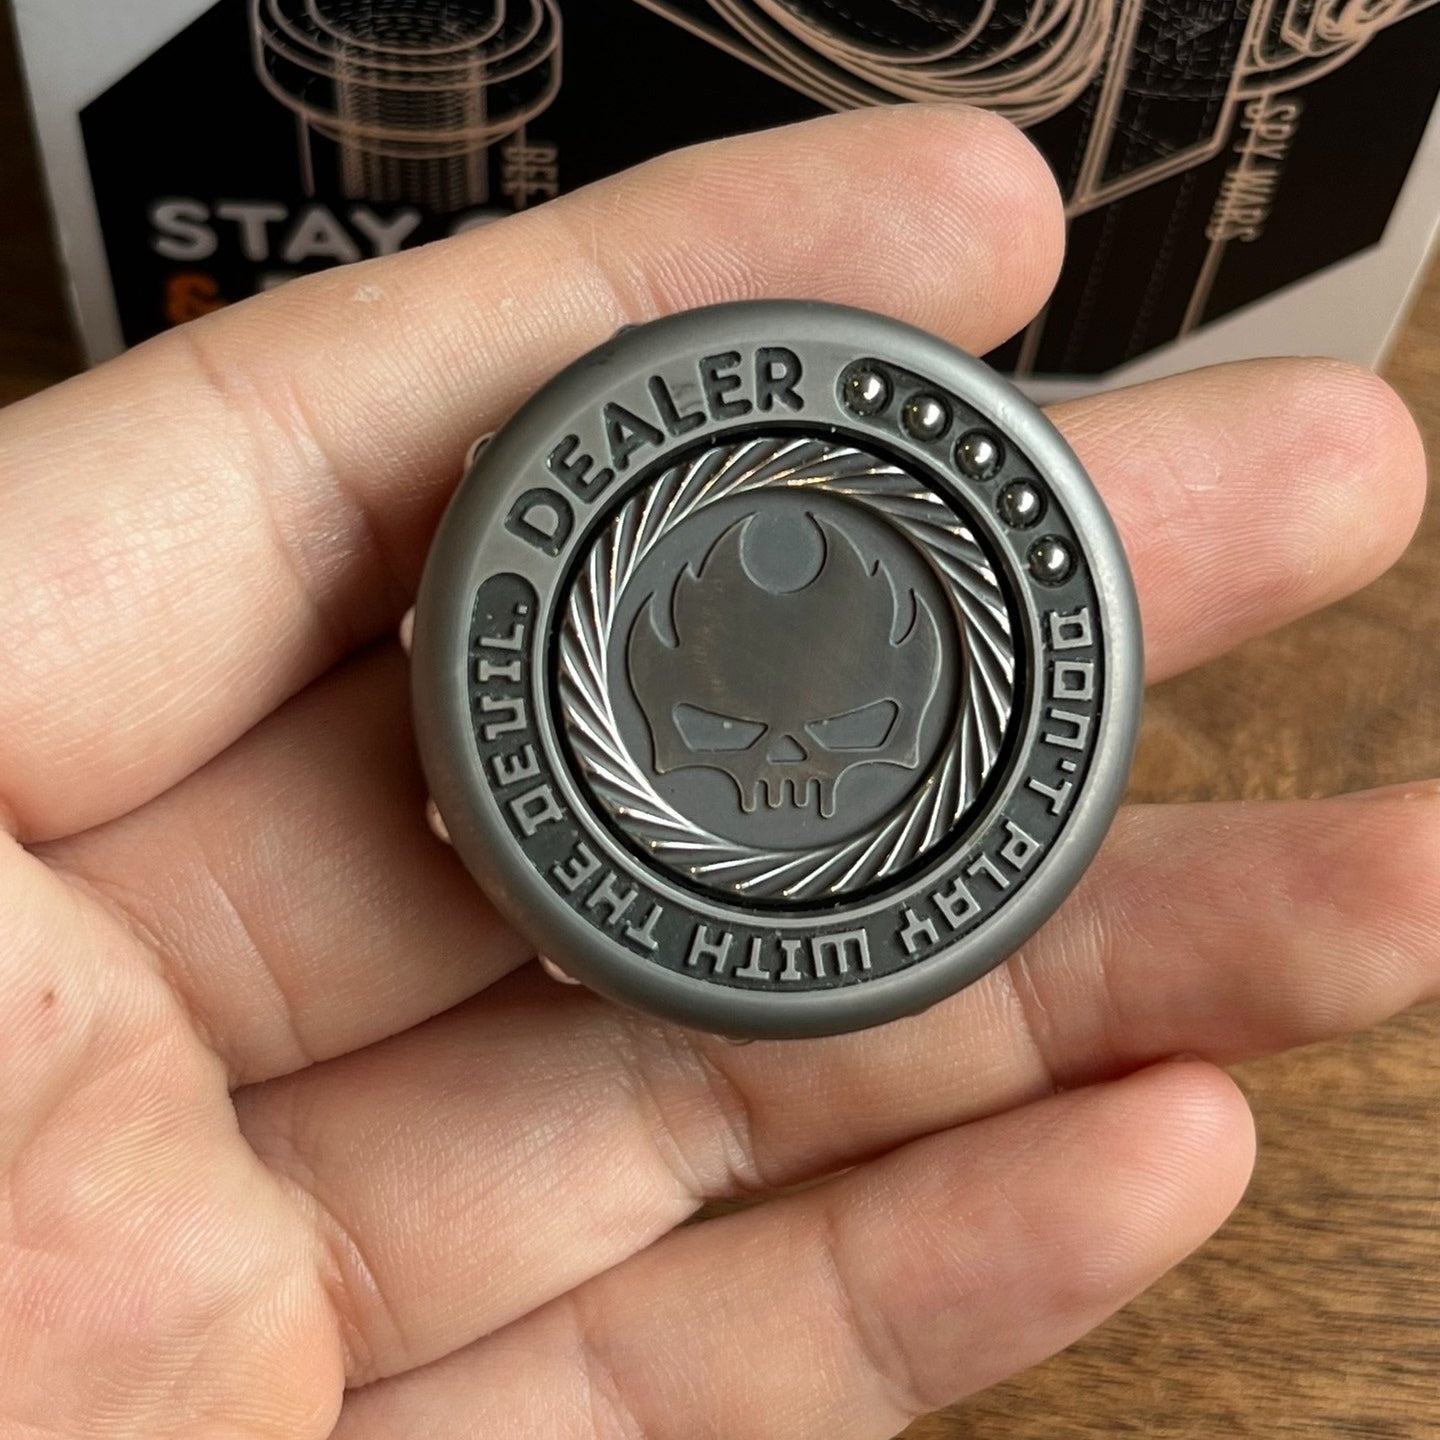 STAY
&
SPY WARS
DEALER
DON'T PLAY WITH THE DEVIL.